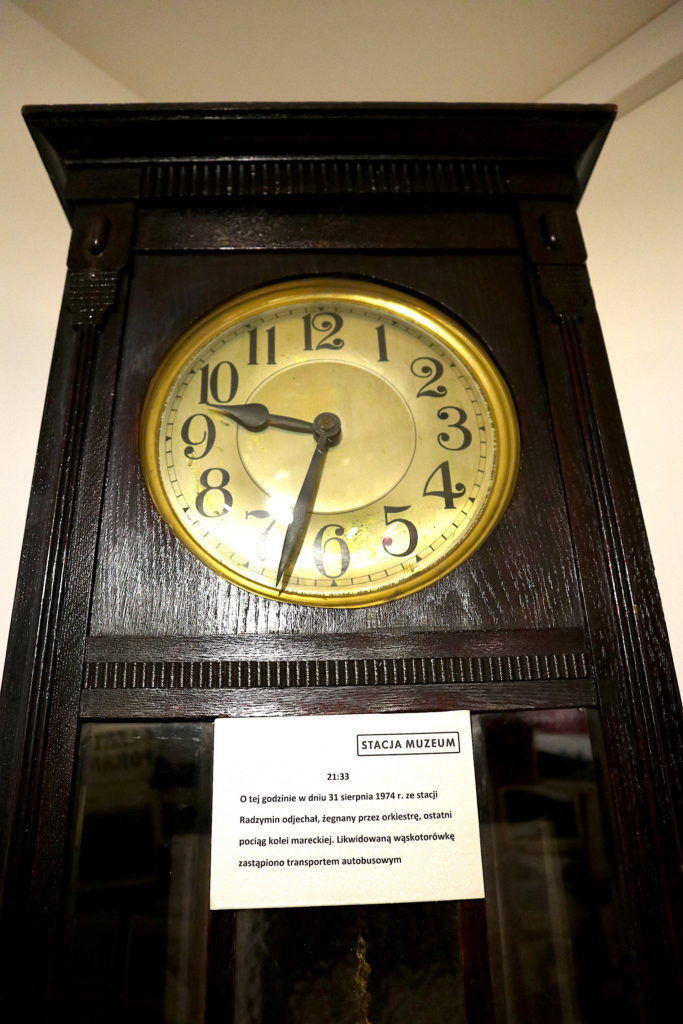 12
11 1
10 2
9 3
8 4
7 5
6
STACJA MUZEUM
21:33
O tej godzinie w dniu 31 sierpnia 1974 r. ze stacji
Radzymin odjechał, żegnany przez orkiestrę, ostatni
pociąg kolei mareckiej. Likwidowaną wąskotorówkę
zastąpiono transportem autobusowym